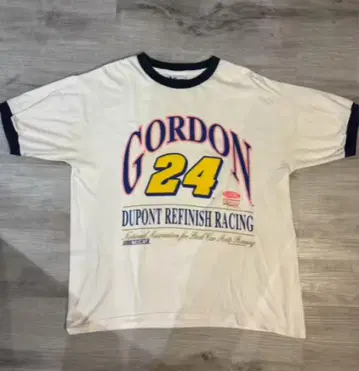 GORDON
24
DUPONT REFINISH RACING
National Association for Stock Car Auto Racing